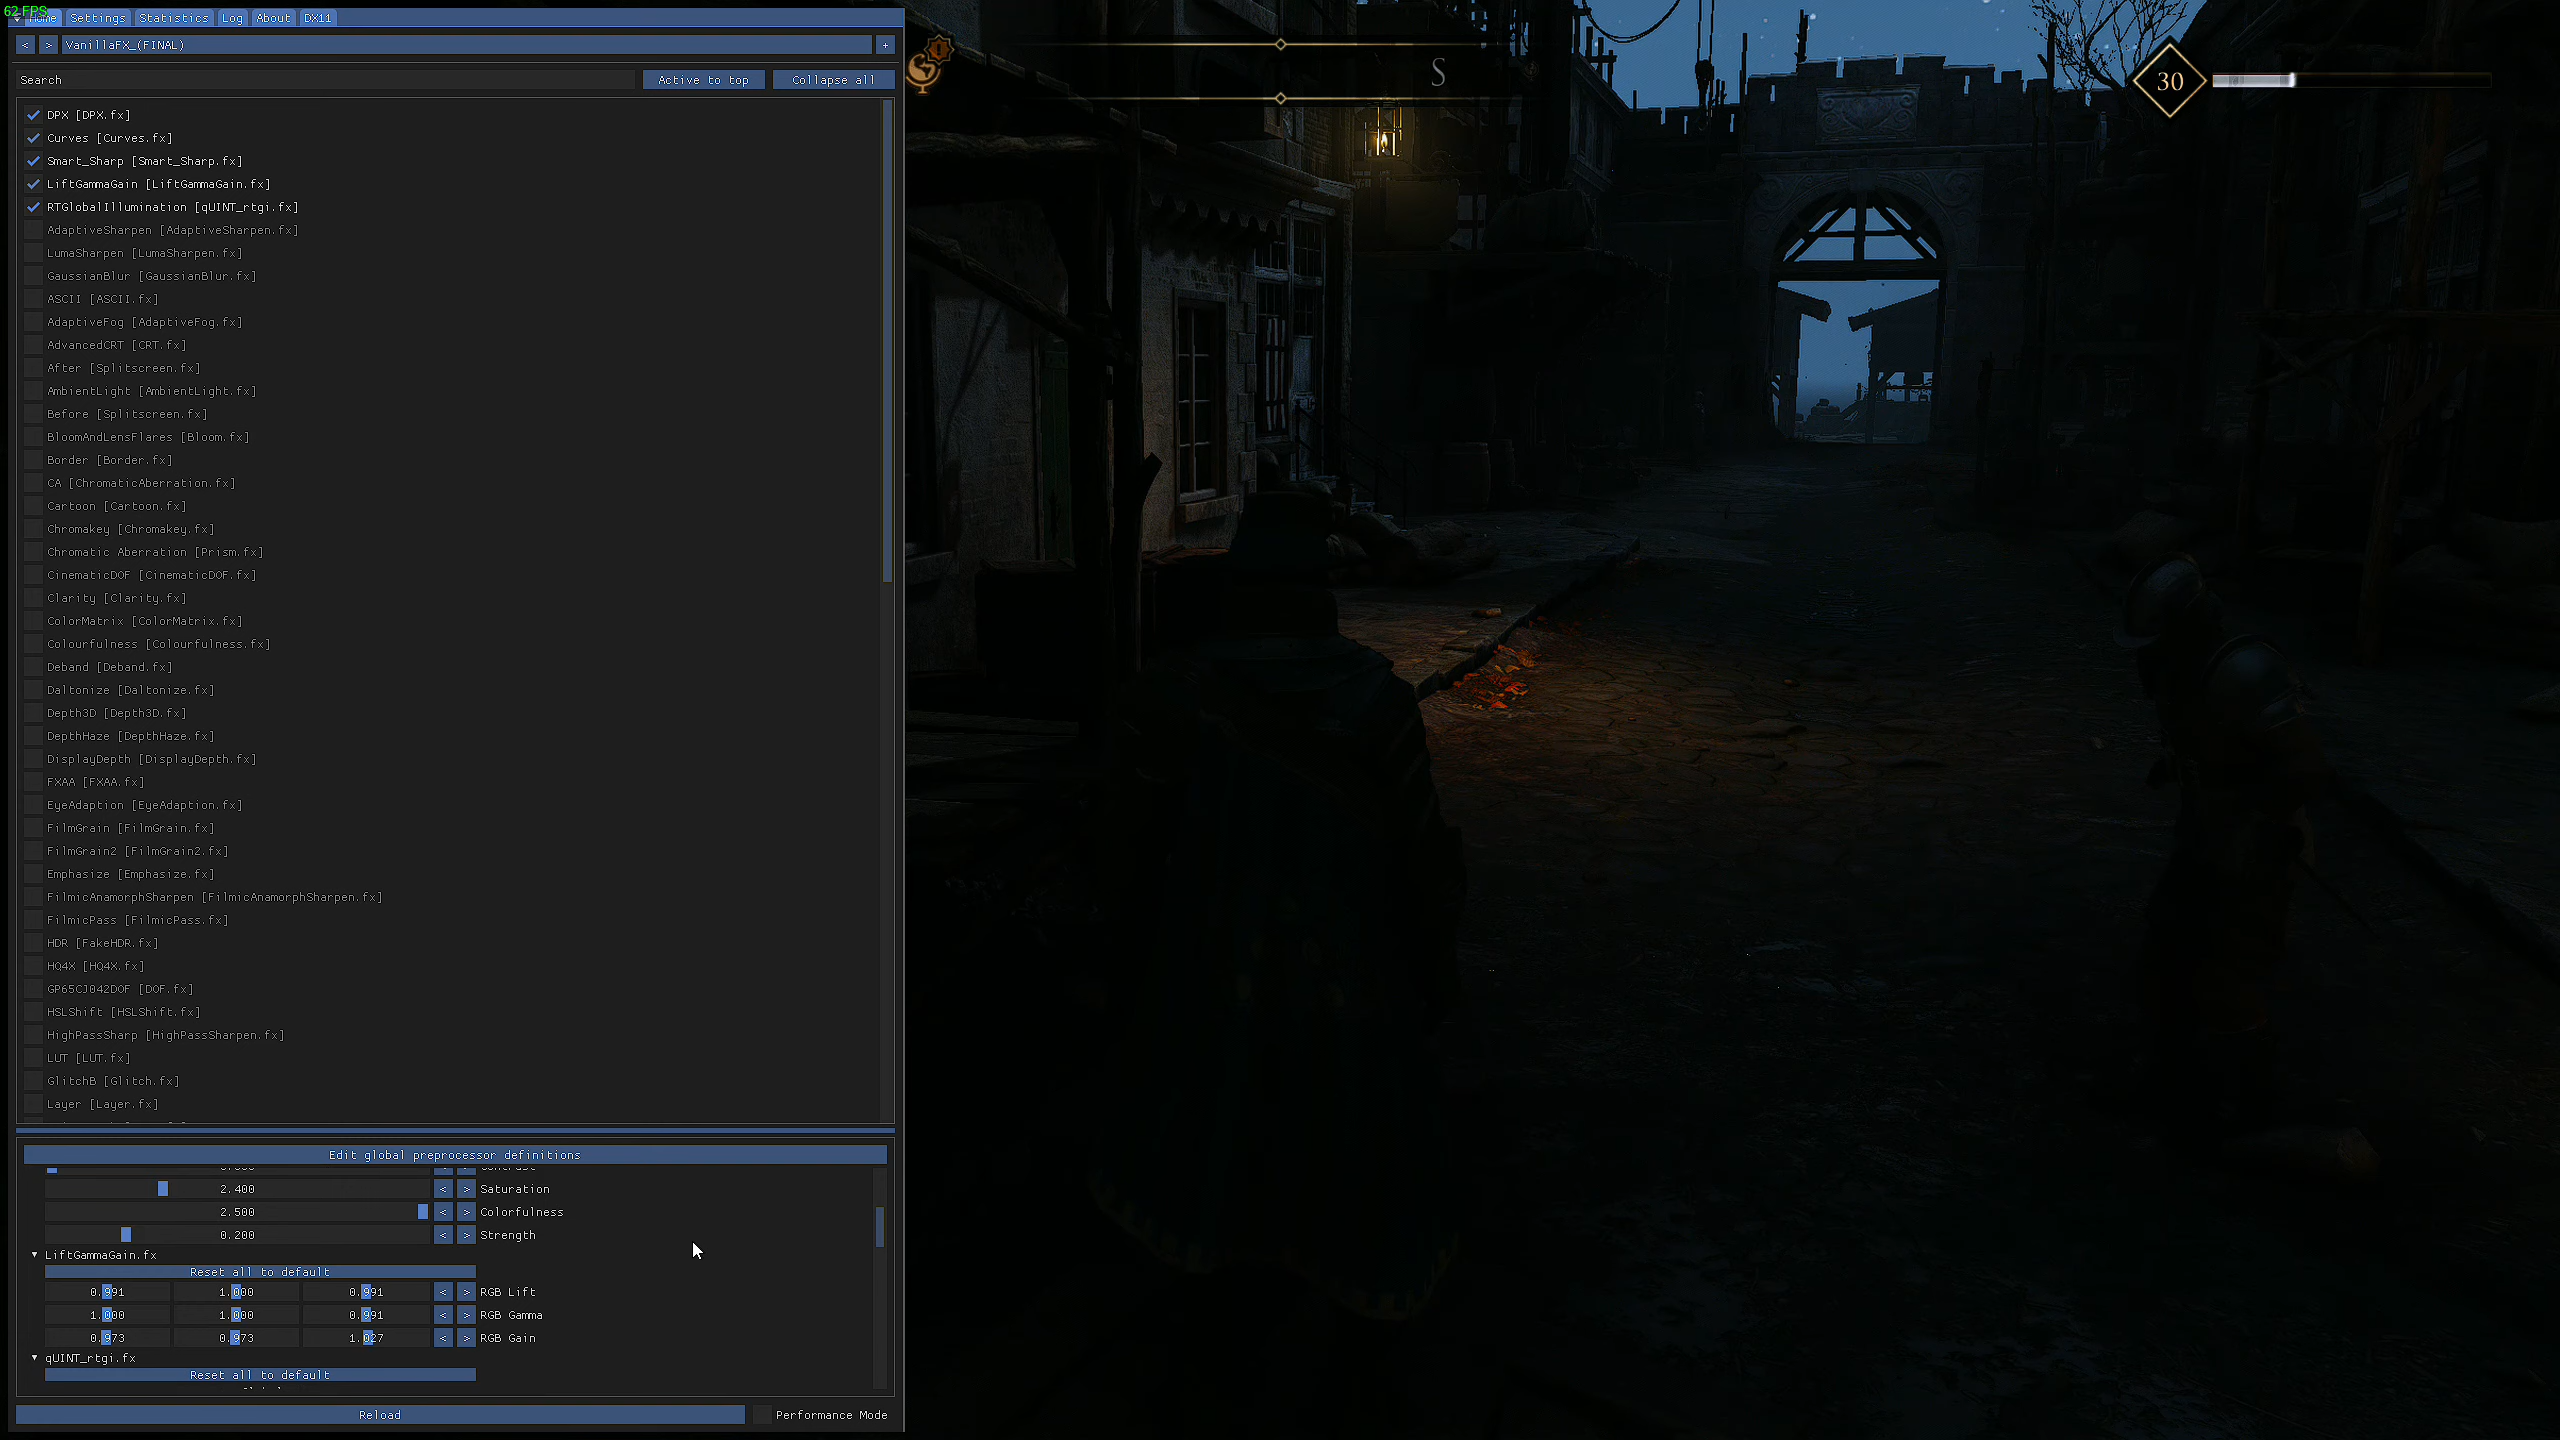 62 FPS
Home Settings Statistics Log About DX11
< > VanillaFX_(FINAL) +
Search Active to top Collapse all
S
30
DPX [DPX.fx]
Curves [Curves.fx]
Smart_Sharp [Smart_Sharp.fx]
LiftGammaGain [LiftGammaGain.fx]
RTGlobalIllumination [qUINT_rtgi.fx]
AdaptiveSharpen [AdaptiveSharpen.fx]
LumaSharpen [LumaSharpen.fx]
GaussianBlur [GaussianBlur.fx]
ASCII [ASCII.fx]
AdaptiveFog [AdaptiveFog.fx]
AdvancedCRT [CRT.fx]
After [Splitscreen.fx]
AmbientLight [AmbientLight.fx]
Before [Splitscreen.fx]
BloomAndLensFlares [Bloom.fx]
Border [Border.fx]
CA [ChromaticAberration.fx]
Cartoon [Cartoon.fx]
Chromakey [Chromakey.fx]
Chromatic Aberration [Prism.fx]
CinematicDOF [CinematicDOF.fx]
Clarity [Clarity.fx]
ColorMatrix [ColorMatrix.fx]
Colourfulness [Colourfulness.fx]
Deband [Deband.fx]
Daltonize [Daltonize.fx]
Depth3D [Depth3D.fx]
DepthHaze [DepthHaze.fx]
DisplayDepth [DisplayDepth.fx]
FXAA [FXAA.fx]
EyeAdaption [EyeAdaption.fx]
FilmGrain [FilmGrain.fx]
FilmGrain2 [FilmGrain2.fx]
Emphasize [Emphasize.fx]
FilmicAnamorphSharpen [FilmicAnamorphSharpen.fx]
FilmicPass [FilmicPass.fx]
HDR [FakeHDR.fx]
HQ4X [HQ4X.fx]
GP65CJ042DOF [DOF.fx]
HSLShift [HSLShift.fx]
HighPassSharp [HighPassSharpen.fx]
LUT [LUT.fx]
GlitchB [Glitch.fx]
Layer [Layer.fx]
Edit global preprocessor definitions
2.400 < > Saturation
2.500 < > Colorfulness
0.200 < > Strength
LiftGammaGain.fx
Reset all to default
0.991 1.000 0.991 < > RGB Lift
1.000 1.000 0.991 < > RGB Gamma
0.973 0.973 1.027 < > RGB Gain
qUINT_rtgi.fx
Reset all to default
Reload Performance Mode